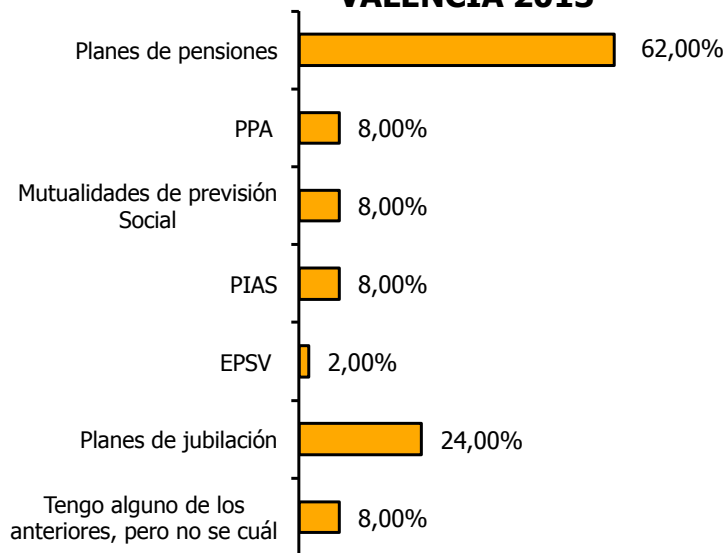 VALENCIA 2013
Planes de pensiones
62,00%
PPA
8,00%
Mutualidades de previsión
Social
8,00%
PIAS
8,00%
EPSV
2,00%
Planes de jubilación
24,00%
Tengo alguno de los
anteriores, pero no se cuál
8,00%